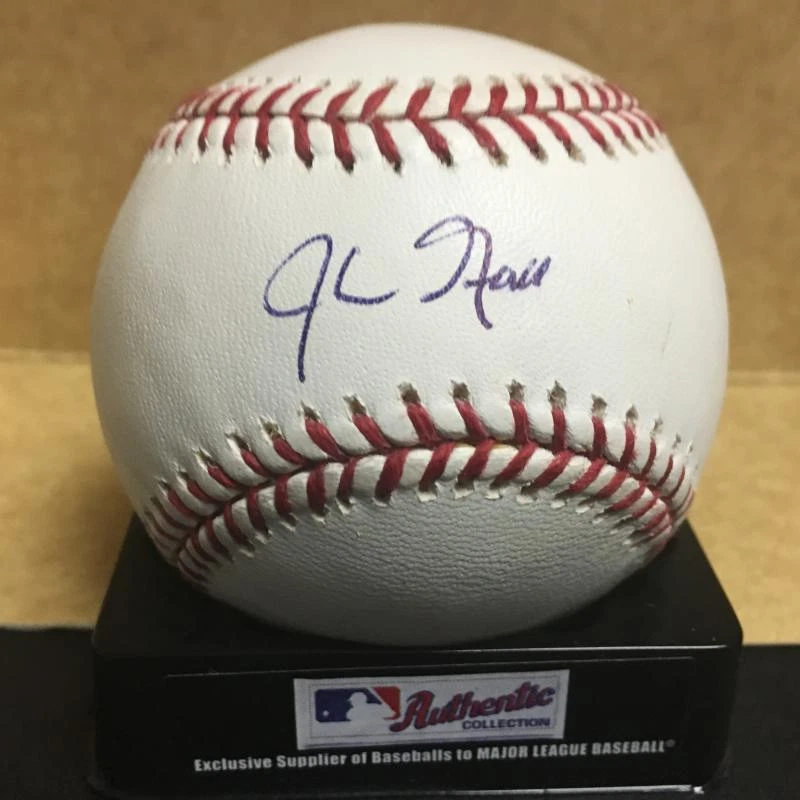 Authentic
COLLECTION
Exclusive Supplier of Baseballs to MAJOR LEAGUE BASEBALL®